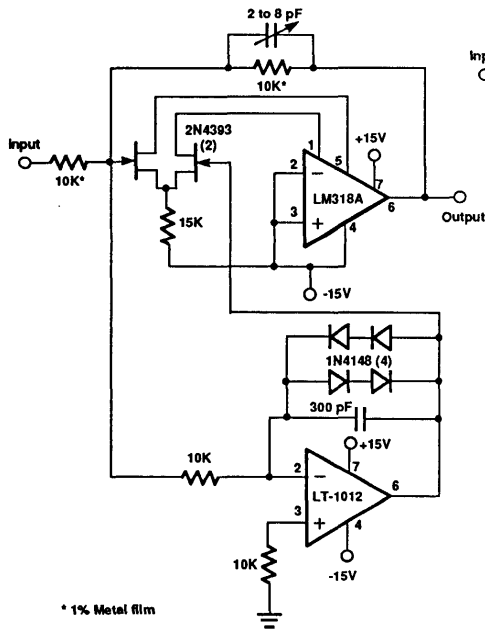 2 to 8 pF
Inp
10K*
Input
10K*
2N4393
(2)
1
5
+15V
2
−
7
LM318A
6
3
+
4
15K
Output
-15V
1N4148 (4)
300 pF
+15V
10K
2
−
7
6
LT-1012
3
+
4
10K
-15V
* 1% Metal film